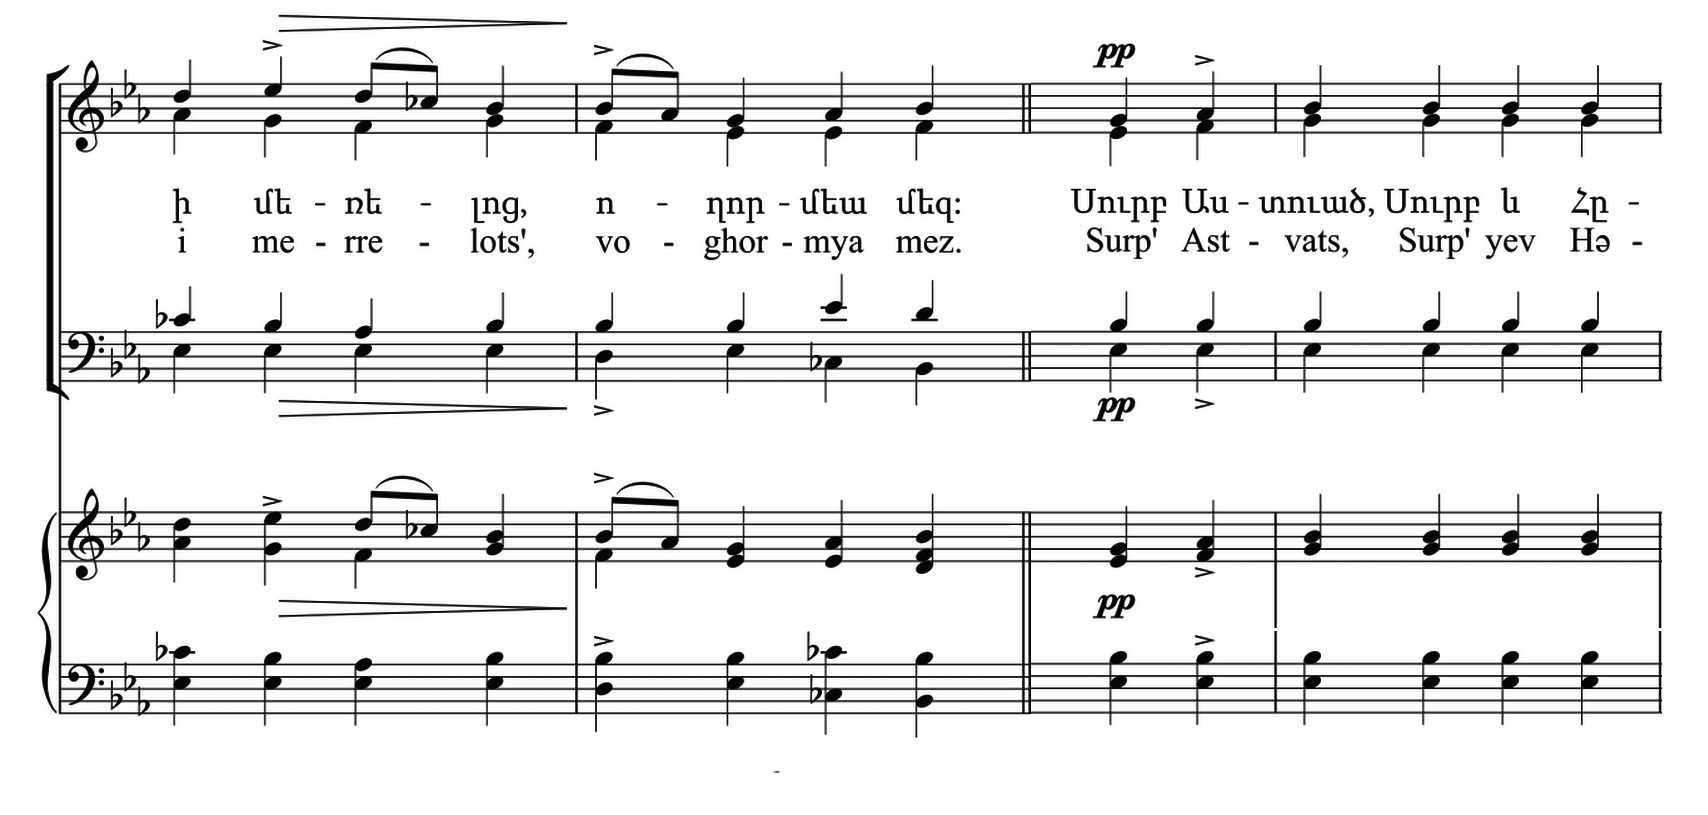 pp
ի մե - ռե - լոց, ո - ղոր - մեա մեզ: Սուրբ Աս - տուած, Սուրբ և Հը -
i me - rre - lots', vo - ghor - mya mez. Surp' Ast - vats, Surp' yev Hə -
pp
pp